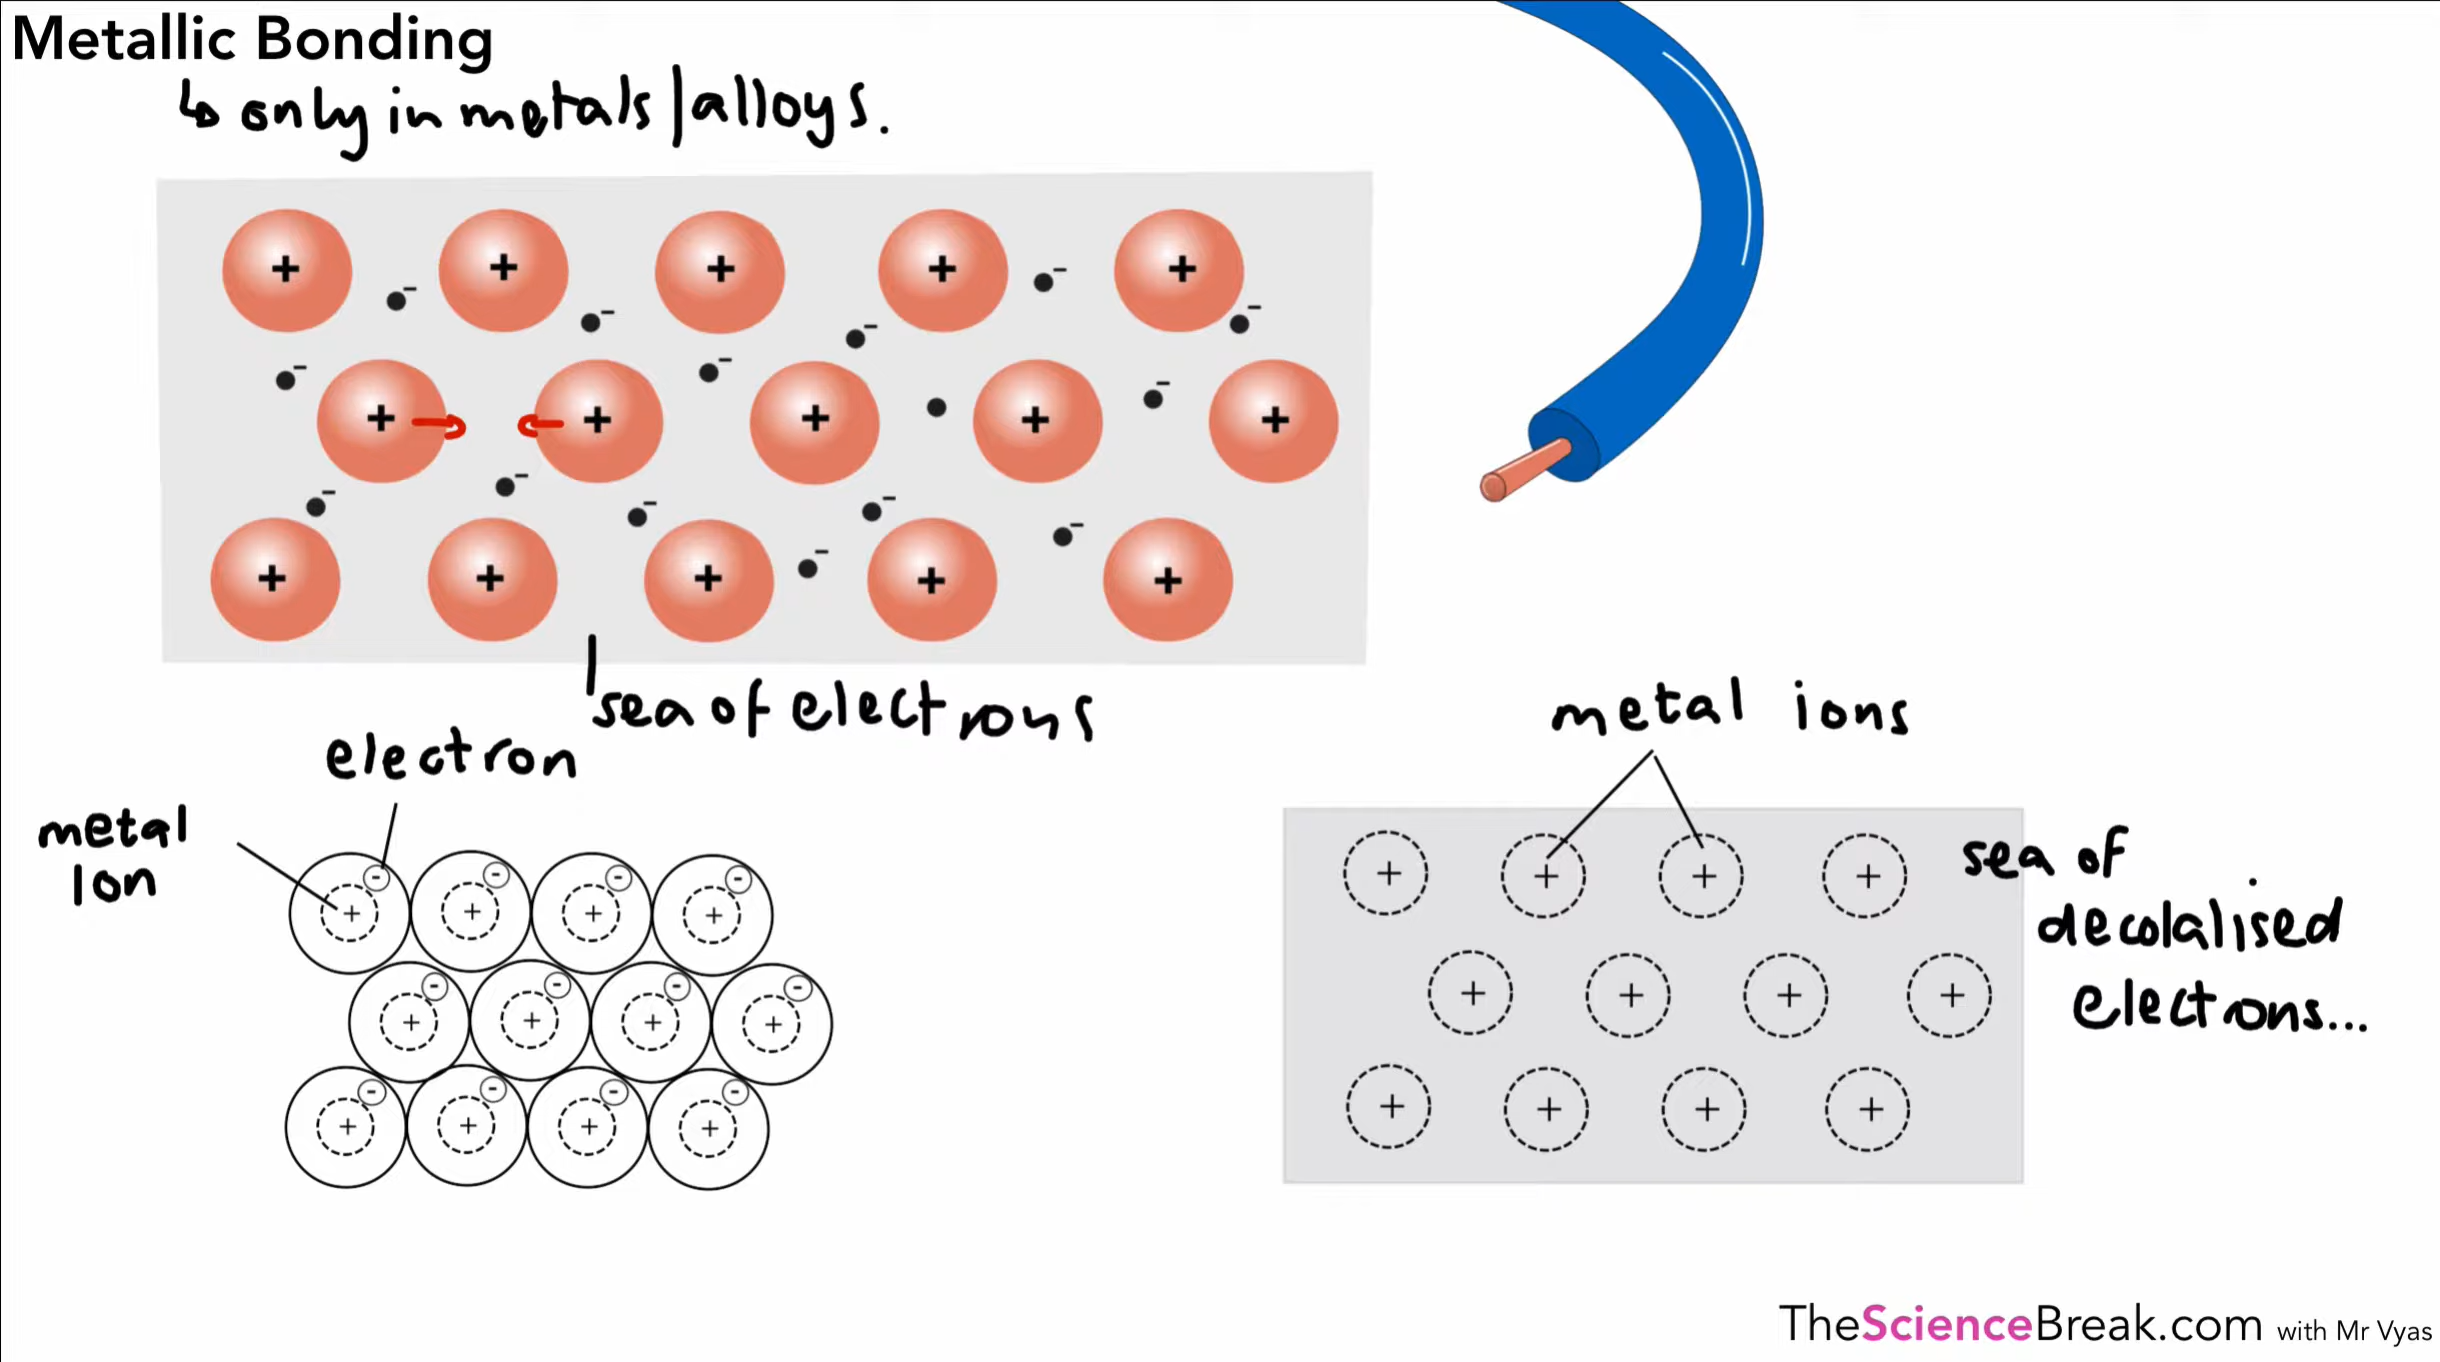 Metallic Bonding
↳ only in metals/alloys.
+ + + + +
- - - - -
- - -
+ + + + +
- - - - -
-
+ + + + +
sea of electrons
electron
metal
Ion
metal ions
sea of
decolalised
electrons...
- - - -
+ + + +
- - - -
+ + + +
- - - -
+ + + +
+ + + +
+ + + +
+ + + +
TheScienceBreak.com with Mr Vyas